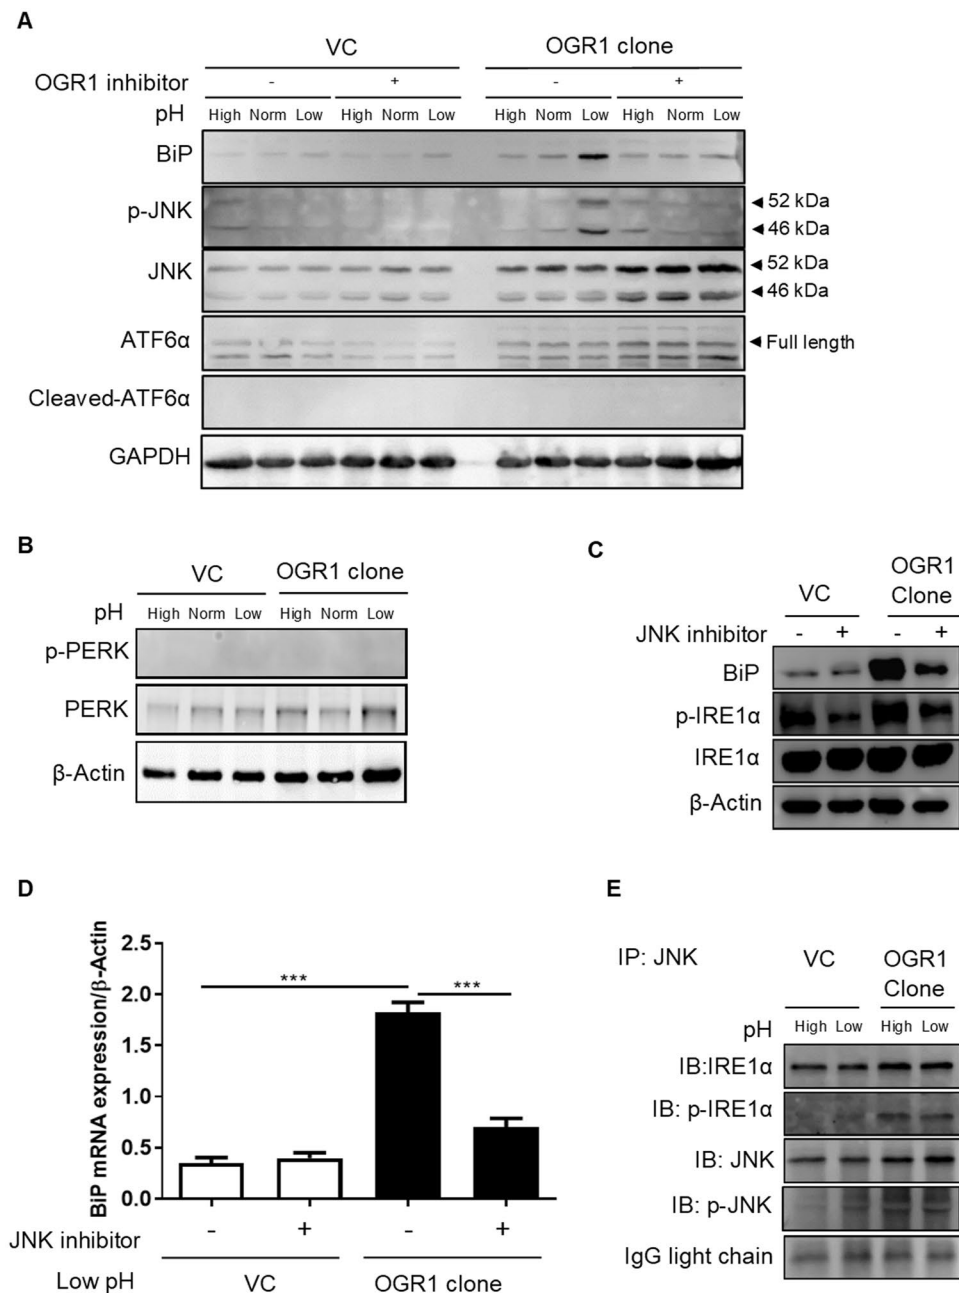 A
VC OGR1 clone
OGR1 inhibitor - + - +
pH High Norm Low High Norm Low High Norm Low High Norm Low
BiP
p-JNK ◄ 52 kDa
◄ 46 kDa
JNK ◄ 52 kDa
◄ 46 kDa
ATF6α ◄ Full length
Cleaved-ATF6α
GAPDH
B
VC OGR1 clone
pH High Norm Low High Norm Low
p-PERK
PERK
β-Actin
C
VC OGR1 Clone
JNK inhibitor - + - +
BiP
p-IRE1α
IRE1α
β-Actin
D
BiP mRNA expression/β-Actin
2.5
2.0
1.5
1.0
0.5
0.0
*** ***
JNK inhibitor - + - +
Low pH VC OGR1 clone
E
IP: JNK VC OGR1 Clone
pH High Low High Low
IB:IRE1α
IB: p-IRE1α
IB: JNK
IB: p-JNK
IgG light chain